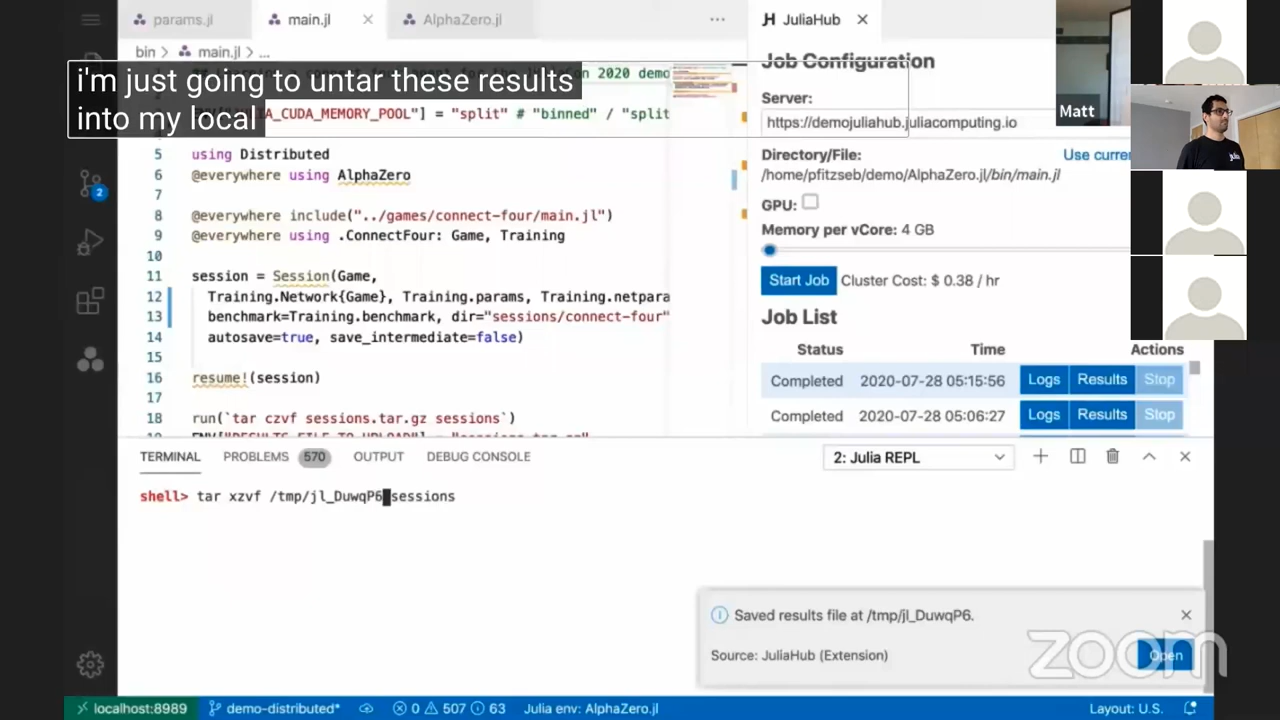 params.jl
main.jl
AlphaZero.jl
JuliaHub
bin > main.jl > ...
i'm just going to untar these results
into my local
2020 demo
A_CUDA_MEMORY_POOL"] = "split" # "binned" / "split
5 using Distributed
6 @everywhere using AlphaZero
7
8 @everywhere include("../games/connect-four/main.jl")
9 @everywhere using .ConnectFour: Game, Training
10
11 session = Session(Game,
12 Training.Network{Game}, Training.params, Training.netpara
13 benchmark=Training.benchmark, dir="sessions/connect-four"
14 autosave=true, save_intermediate=false)
15
16 resume!(session)
17
18 run(`tar czvf sessions.tar.gz sessions`)
Job Configuration
Server:
https://demojuliahub.juliacomputing.io
Directory/File:
Use curre
/home/pfitzseb/demo/AlphaZero.jl/bin/main.jl
GPU:
Memory per vCore: 4 GB
Start Job Cluster Cost: $ 0.38 / hr
Job List
Status Time Actions
Completed 2020-07-28 05:15:56 Logs Results Stop
Completed 2020-07-28 05:06:27 Logs Results Stop
Matt
julia
2
TERMINAL PROBLEMS 570 OUTPUT DEBUG CONSOLE
2: Julia REPL
shell> tar xzvf /tmp/jl_DuwqP6 sessions
Saved results file at /tmp/jl_DuwqP6.
Source: JuliaHub (Extension)
Open
zoom
localhost:8989 demo-distributed* 0 507 63 Julia env: AlphaZero.jl Layout: U.S.